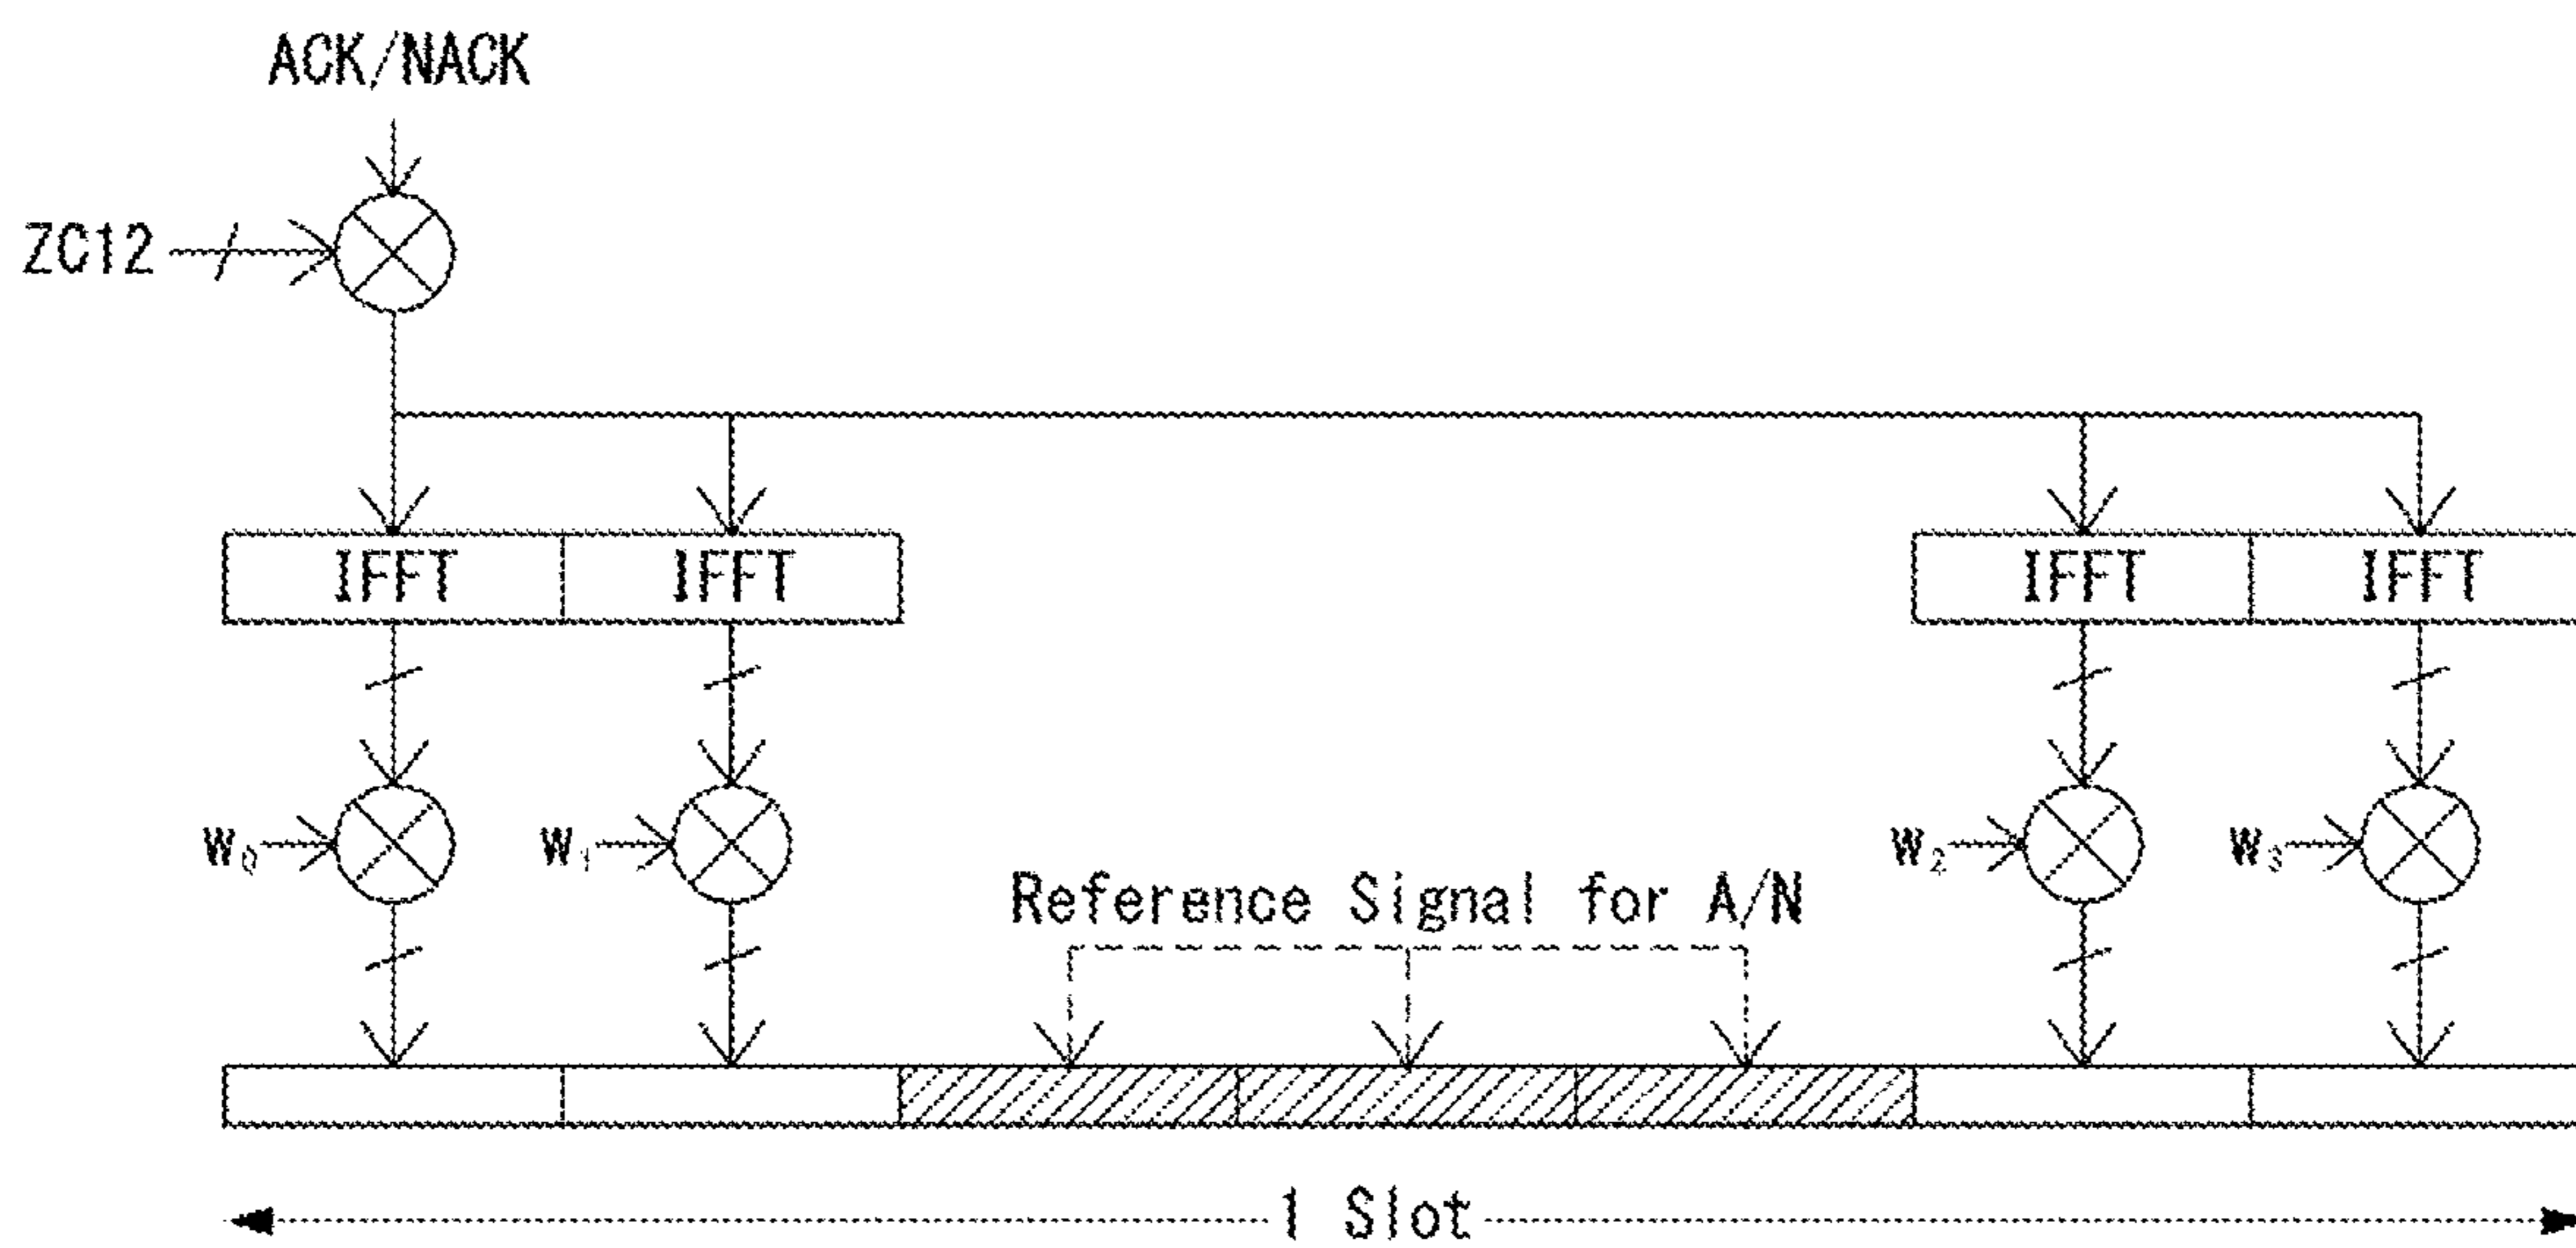 ACK/NACK
ZC12
IFFT IFFT IFFT IFFT
W0 W1 W2 W3
Reference Signal for A/N
1 Slot